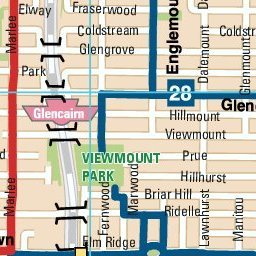 Elway
Fraserwood
Marlee
Coldstream
Glengrove
Englemount
Dalemount
Park
28
Glencairn
Hillmount
Viewmount
VIEWMOUNT
PARK
Prue
Hillhurst
Marlee
Fernwood
Marwood
Briar Hill
Ridelle
Lawnhurst
Manitou
Elm Ridge